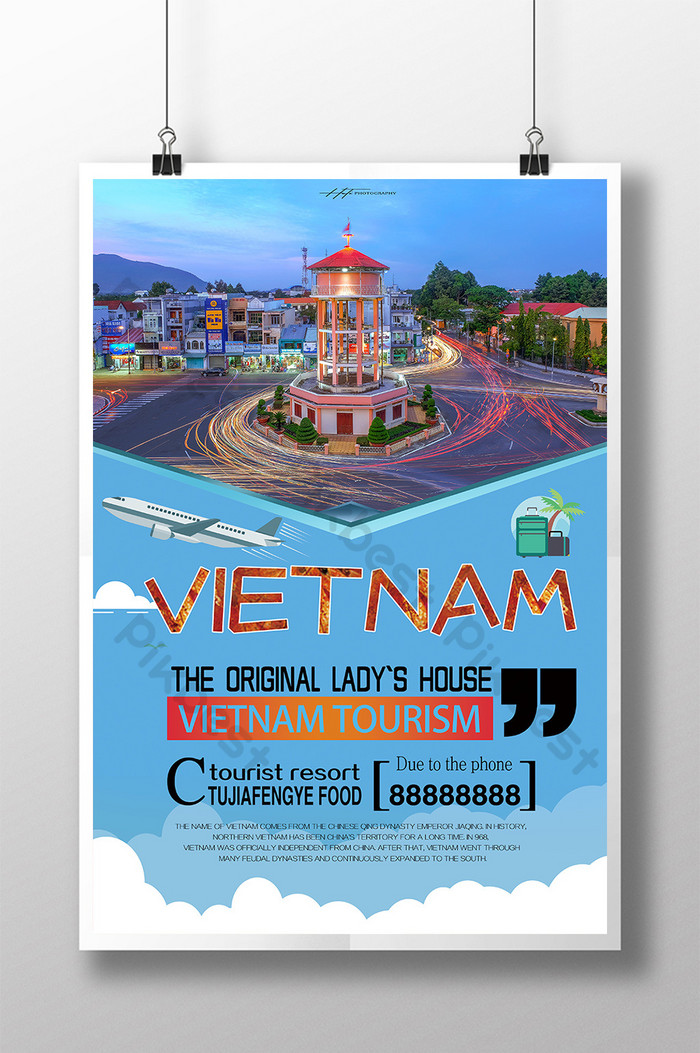 PHOTOGRAPHY
VIETNAM
THE ORIGINAL LADY`S HOUSE
VIETNAM TOURISM
C tourist resort
TUJIAFENGYE FOOD
Due to the phone
[88888888]
THE NAME OF VIETNAM COMES FROM THE CHINESE QING DYNASTY EMPEROR JIAQING. IN HISTORY,
NORTHERN VIETNAM HAS BEEN CHINA'S TERRITORY FOR A LONG TIME. IN 968,
VIETNAM WAS OFFICIALLY INDEPENDENT FROM CHINA. AFTER THAT, VIETNAM WENT THROUGH
MANY FEUDAL DYNASTIES AND CONTINUOUSLY EXPANDED TO THE SOUTH.
pikbest